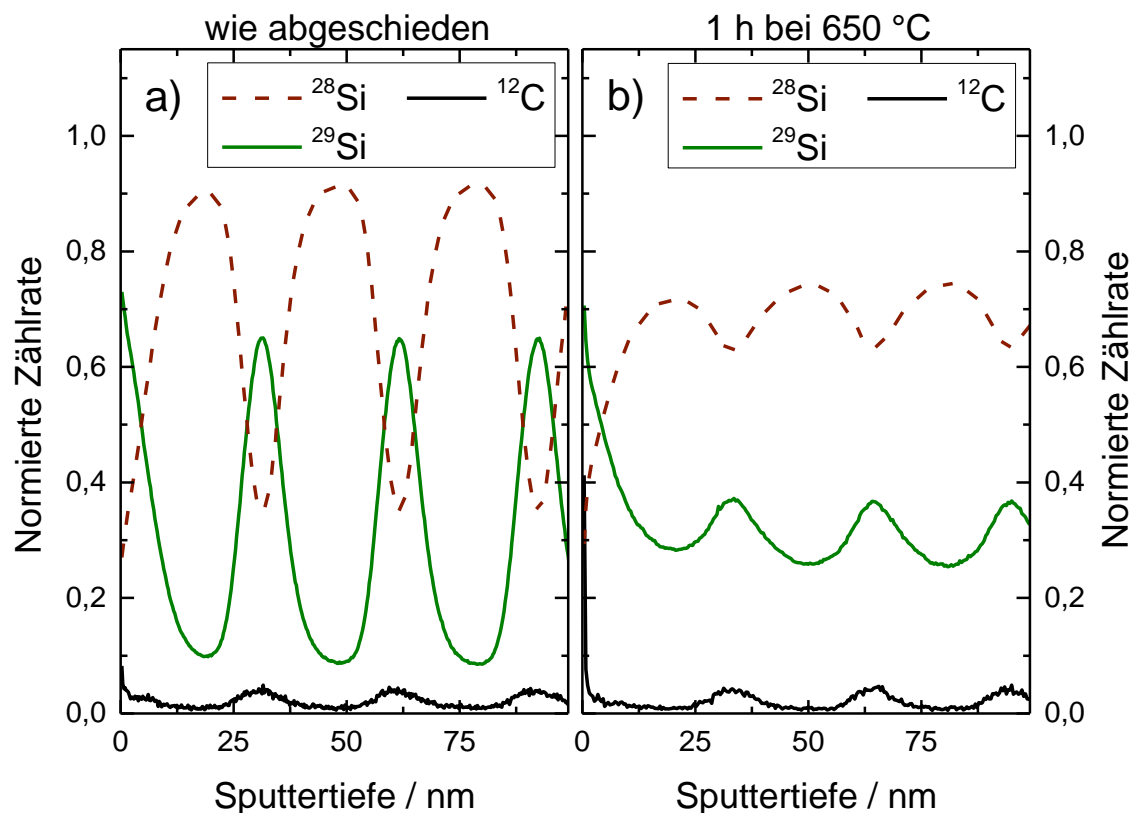 wie abgeschieden
1 h bei 650 °C
a)
²⁸Si
¹²C
²⁹Si
b)
²⁸Si
¹²C
²⁹Si
1,0
0,8
0,6
0,4
0,2
0,0
1,0
0,8
0,6
0,4
0,2
0,0
Normierte Zählrate
Normierte Zählrate
0 25 50 75
0 25 50 75
Sputtertiefe / nm
Sputtertiefe / nm